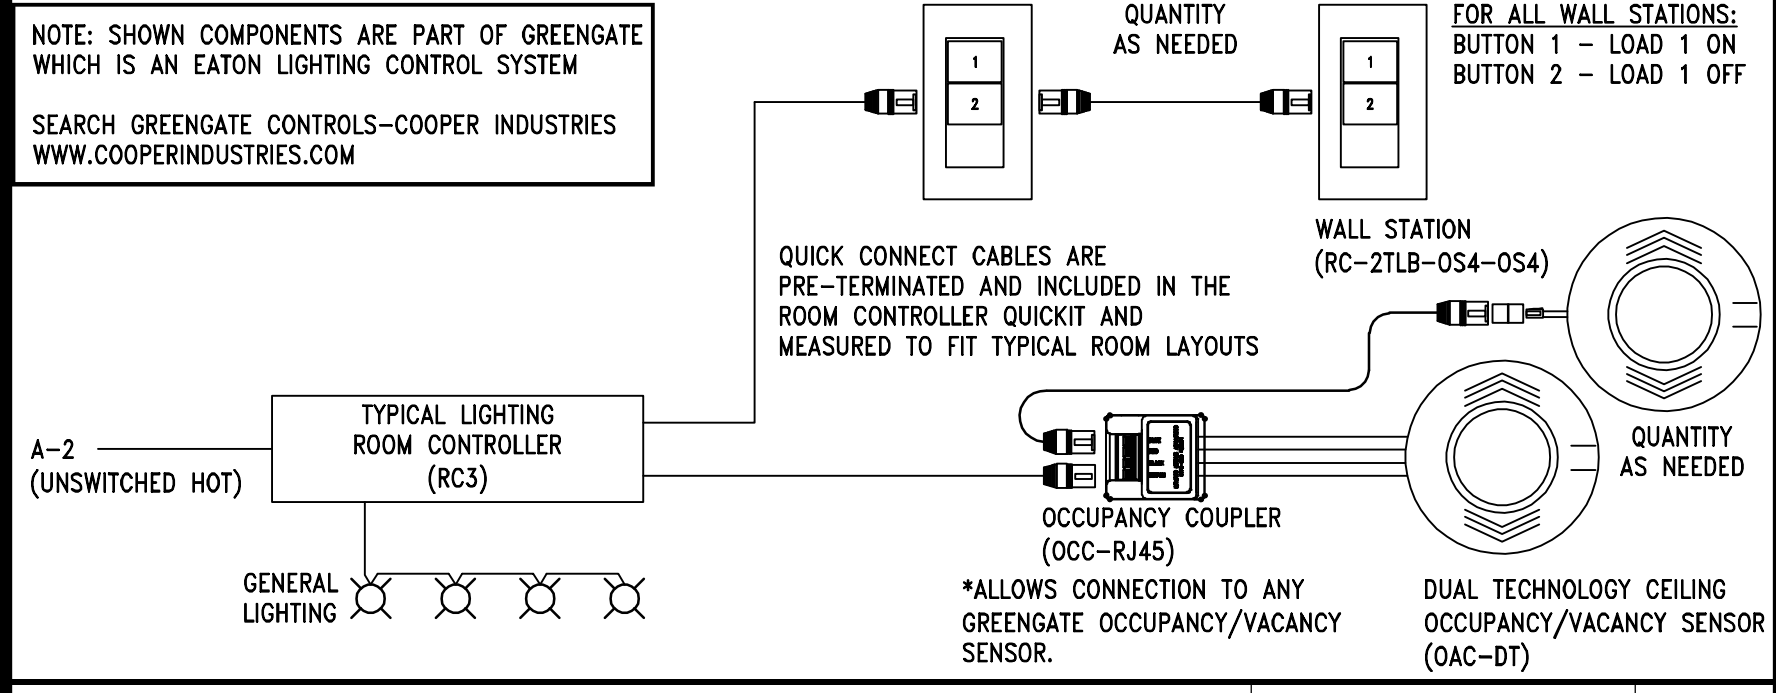 NOTE: SHOWN COMPONENTS ARE PART OF GREENGATE
WHICH IS AN EATON LIGHTING CONTROL SYSTEM
SEARCH GREENGATE CONTROLS-COOPER INDUSTRIES
WWW.COOPERINDUSTRIES.COM
1
2
QUANTITY
AS NEEDED
1
2
FOR ALL WALL STATIONS:
BUTTON 1 - LOAD 1 ON
BUTTON 2 - LOAD 1 OFF
WALL STATION
(RC-2TLB-OS4-OS4)
QUICK CONNECT CABLES ARE
PRE-TERMINATED AND INCLUDED IN THE
ROOM CONTROLLER QUICKIT AND
MEASURED TO FIT TYPICAL ROOM LAYOUTS
A-2
(UNSWITCHED HOT)
TYPICAL LIGHTING
ROOM CONTROLLER
(RC3)
QUANTITY
AS NEEDED
OCCUPANCY COUPLER
(OCC-RJ45)
*ALLOWS CONNECTION TO ANY
GREENGATE OCCUPANCY/VACANCY
SENSOR.
GENERAL
LIGHTING
DUAL TECHNOLOGY CEILING
OCCUPANCY/VACANCY SENSOR
(OAC-DT)